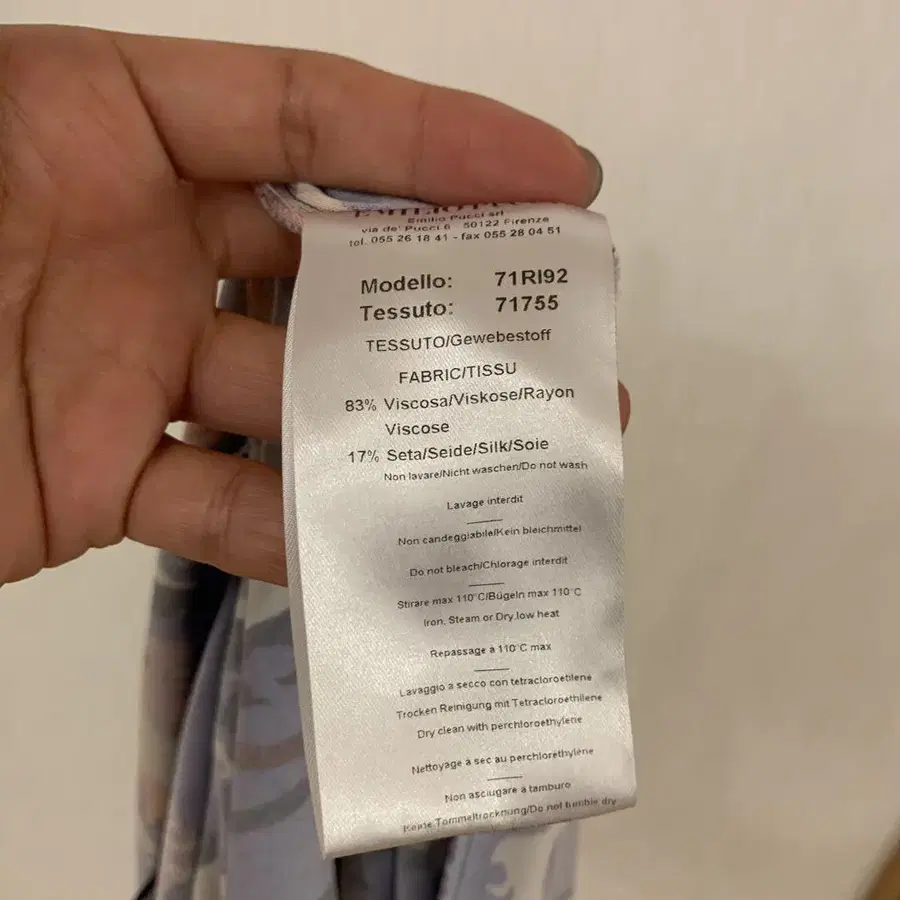 Emilio Pucci srl
via de' Pucci 6 50122 Firenze
tel. 055 26 18 41 - fax 055 28 04 51
Modello: 71RI92
Tessuto: 71755
TESSUTO/Gewebestoff
FABRIC/TISSU
83% Viscosa/Viskose/Rayon
Viscose
17% Seta/Seide/Silk/Soie
Non lavare/Nicht waschen/Do not wash
Lavage interdit
Non candeggiabile/Kein bleichmittel
Do not bleach/Chlorage interdit
Stirare max 110°C/Bügeln max 110°C
Iron, Steam or Dry, low heat
Repassage à 110°C max
Lavaggio a secco con tetracloroetilene
Trocken Reinigung mit Tetracloroethilene
Dry clean with perchloroethylene
Nettoyage à sec au perchloréthylène
Non asciugare a tamburo
Keine Tommeltrocknung/Do not tumble dry